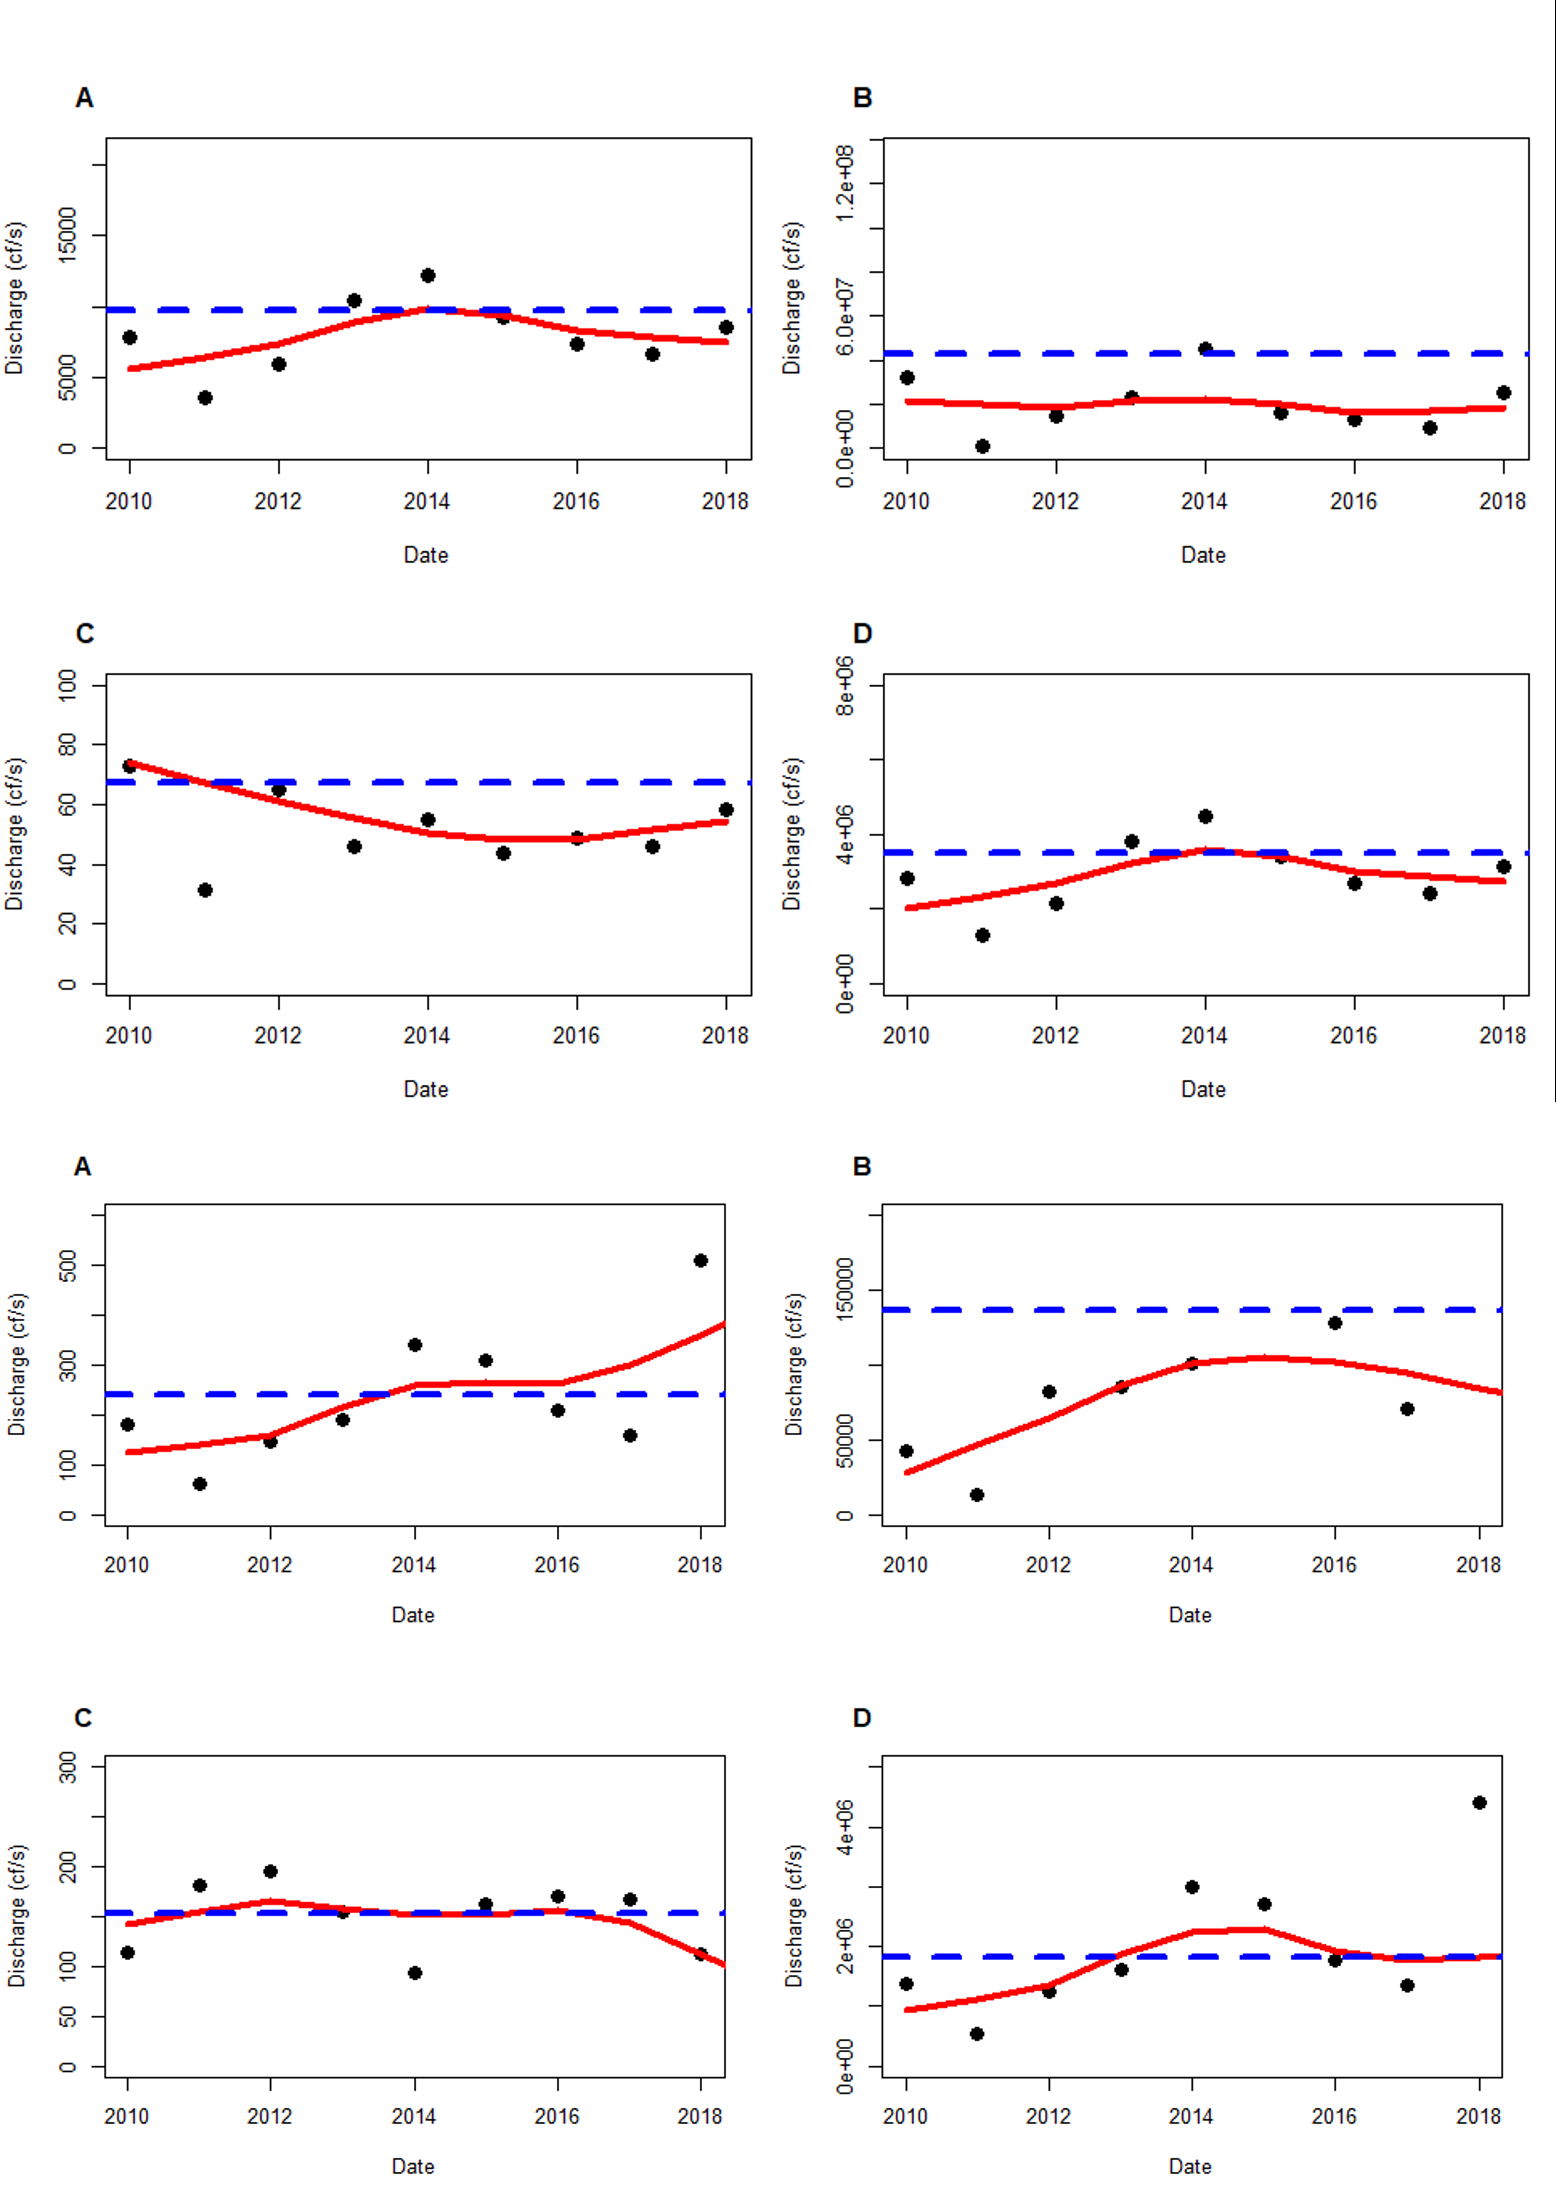 A
Discharge (cf/s)
15000
5000
0
2010 2012 2014 2016 2018
Date
B
Discharge (cf/s)
1.2e+08
6.0e+07
0.0e+00
2010 2012 2014 2016 2018
Date
C
Discharge (cf/s)
100
80
60
40
20
0
2010 2012 2014 2016 2018
Date
D
Discharge (cf/s)
8e+06
4e+06
0e+00
2010 2012 2014 2016 2018
Date
A
Discharge (cf/s)
500
300
100
0
2010 2012 2014 2016 2018
Date
B
Discharge (cf/s)
150000
50000
0
2010 2012 2014 2016 2018
Date
C
Discharge (cf/s)
300
200
100
50
0
2010 2012 2014 2016 2018
Date
D
Discharge (cf/s)
4e+06
2e+06
0e+00
2010 2012 2014 2016 2018
Date